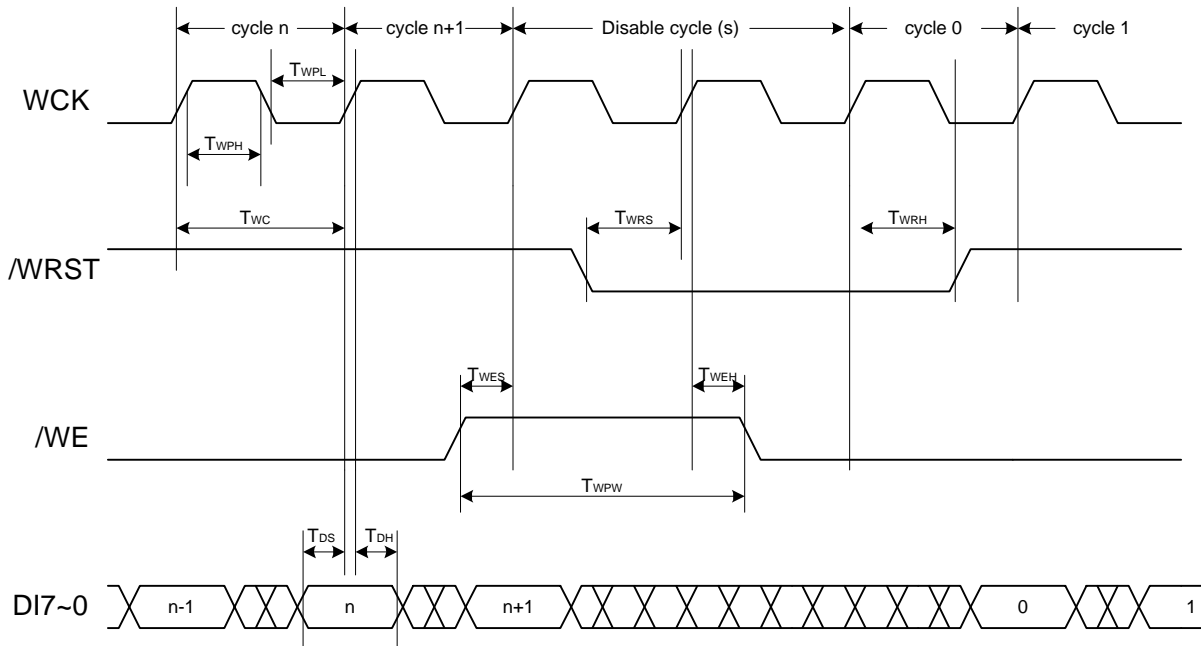 cycle n
cycle n+1
Disable cycle (s)
cycle 0
cycle 1
TWPL
WCK
TWPH
TWC
TWRS
TWRH
/WRST
TWES
TWEH
/WE
TWPW
TDS
TDH
DI7~0
n-1
n
n+1
0
1